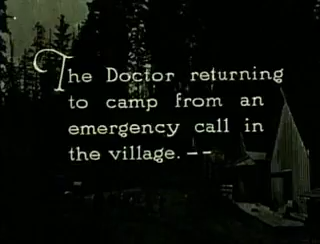 The Doctor returning
to camp from an
emergency call in
the village. – –